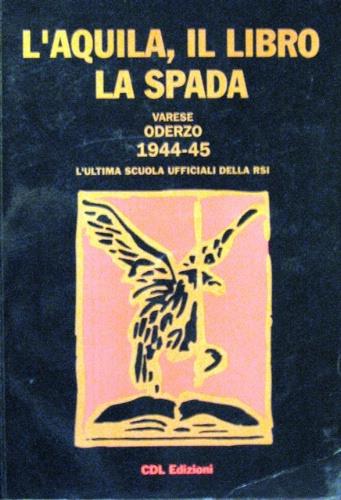 L'AQUILA, IL LIBRO
LA SPADA
VARESE
ODERZO
1944-45
L'ULTIMA SCUOLA UFFICIALI DELLA RSI
CDL Edizioni